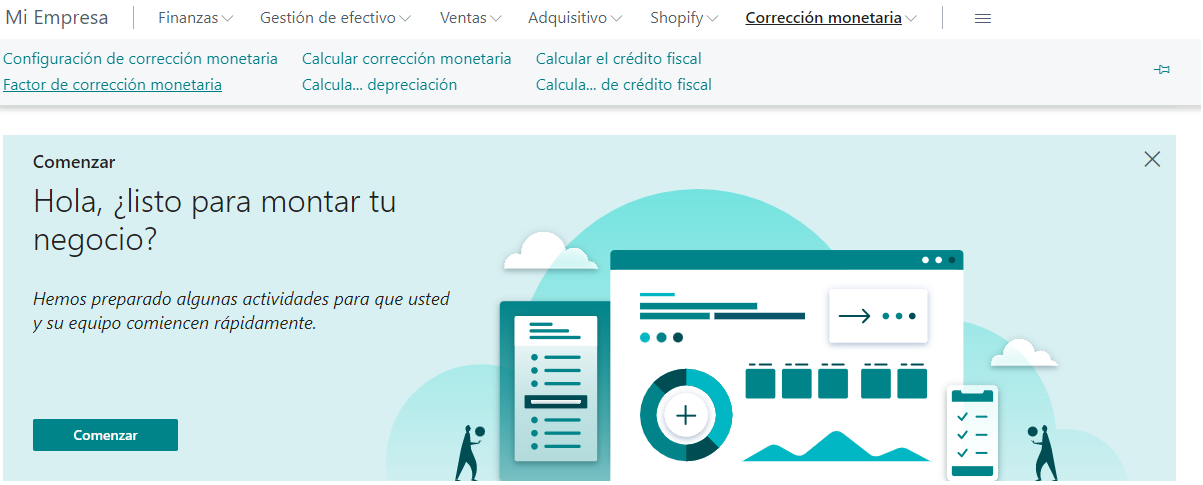 Mi Empresa Finanzas Gestión de efectivo Ventas Adquisitivo Shopify Corrección monetaria
Configuración de corrección monetaria Calcular corrección monetaria Calcular el crédito fiscal
Factor de corrección monetaria Calcula... depreciación Calcula... de crédito fiscal
Comenzar
Hola, ¿listo para montar tu
negocio?
Hemos preparado algunas actividades para que usted
y su equipo comiencen rápidamente.
Comenzar